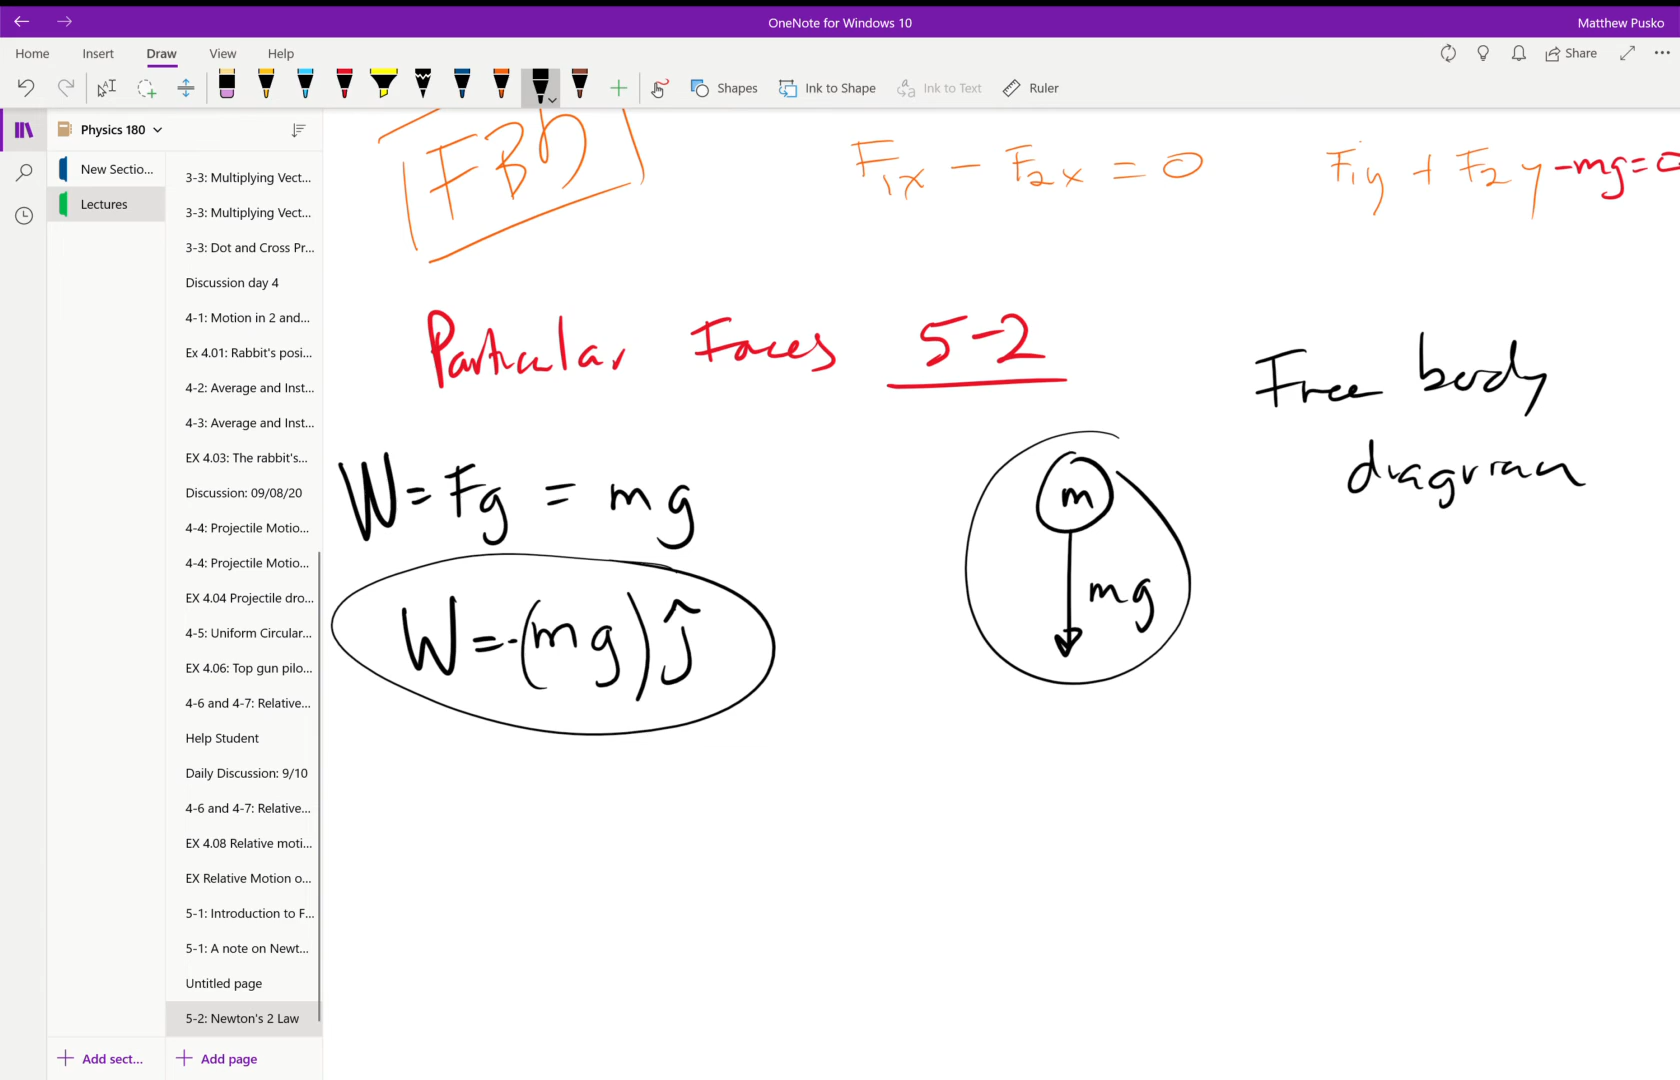 OneNote for Windows 10
Matthew Pusko
Home Insert Draw View Help
Share
Shapes Ink to Shape Ink to Text Ruler
Physics 180
New Sectio...
Lectures
3-3: Multiplying Vect...
3-3: Multiplying Vect...
3-3: Dot and Cross Pr...
Discussion day 4
4-1: Motion in 2 and...
Ex 4.01: Rabbit's posi...
4-2: Average and Inst...
4-3: Average and Inst...
EX 4.03: The rabbit's...
Discussion: 09/08/20
4-4: Projectile Motio...
4-4: Projectile Motio...
EX 4.04 Projectile dro...
4-5: Uniform Circular...
EX 4.06: Top gun pilo...
4-6 and 4-7: Relative...
Help Student
Daily Discussion: 9/10
4-6 and 4-7: Relative...
EX 4.08 Relative moti...
EX Relative Motion o...
5-1: Introduction to F...
5-1: A note on Newt...
Untitled page
5-2: Newton's 2 Law
Add sect...
Add page
FBD
F1x - F2x = 0
F1y + F2y -mg=0
Particular Foces 5-2
Free body
diagram
W = Fg = mg
W = -(mg) ĵ
m
mg